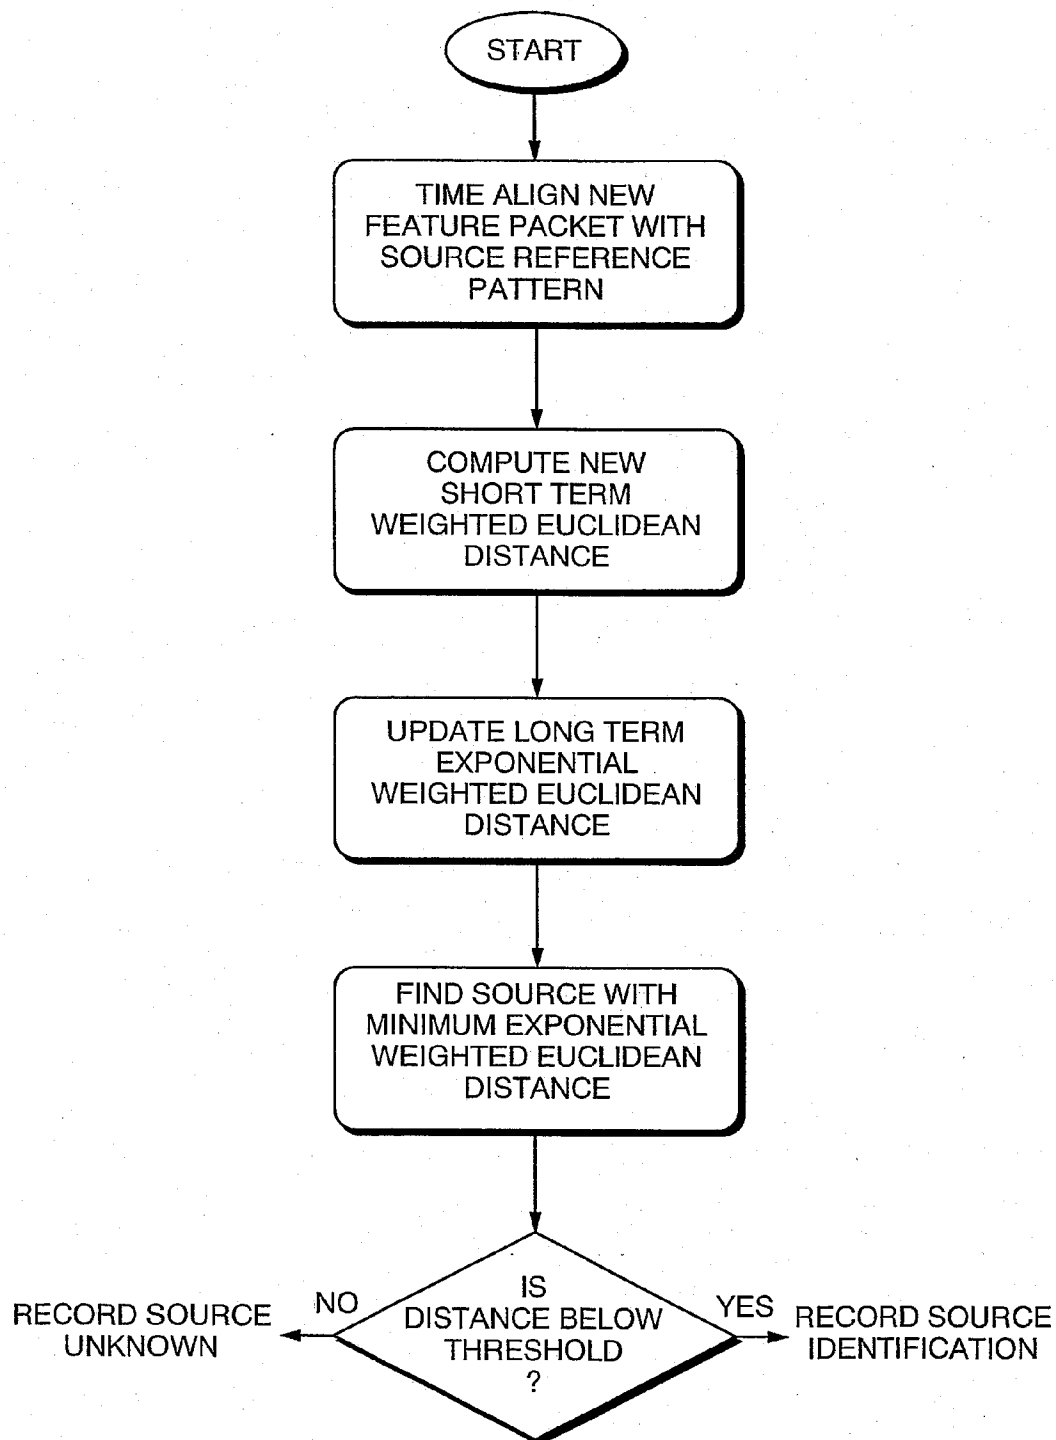 START
TIME ALIGN NEW
FEATURE PACKET WITH
SOURCE REFERENCE
PATTERN
COMPUTE NEW
SHORT TERM
WEIGHTED EUCLIDEAN
DISTANCE
UPDATE LONG TERM
EXPONENTIAL
WEIGHTED EUCLIDEAN
DISTANCE
FIND SOURCE WITH
MINIMUM EXPONENTIAL
WEIGHTED EUCLIDEAN
DISTANCE
IS
DISTANCE BELOW
THRESHOLD
?
NO
RECORD SOURCE
UNKNOWN
YES
RECORD SOURCE
IDENTIFICATION